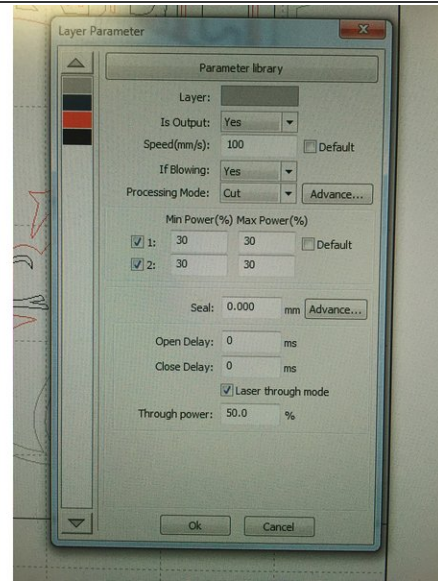 Layer Parameter
Parameter library
Layer:
Is Output: Yes
Speed(mm/s): 100 Default
If Blowing: Yes
Processing Mode: Cut Advance...
Min Power(%) Max Power(%)
1: 30 30 Default
2: 30 30
Seal: 0.000 mm Advance...
Open Delay: 0 ms
Close Delay: 0 ms
Laser through mode
Through power: 50.0 %
Ok Cancel